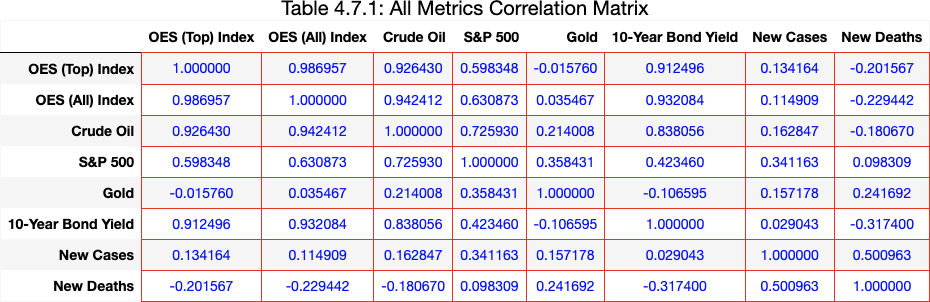 Table 4.7.1: All Metrics Correlation Matrix
OES (Top) Index OES (All) Index Crude Oil S&P 500 Gold 10-Year Bond Yield New Cases New Deaths
OES (Top) Index 1.000000 0.986957 0.926430 0.598348 -0.015760 0.912496 0.134164 -0.201567
OES (All) Index 0.986957 1.000000 0.942412 0.630873 0.035467 0.932084 0.114909 -0.229442
Crude Oil 0.926430 0.942412 1.000000 0.725930 0.214008 0.838056 0.162847 -0.180670
S&P 500 0.598348 0.630873 0.725930 1.000000 0.358431 0.423460 0.341163 0.098309
Gold -0.015760 0.035467 0.214008 0.358431 1.000000 -0.106595 0.157178 0.241692
10-Year Bond Yield 0.912496 0.932084 0.838056 0.423460 -0.106595 1.000000 0.029043 -0.317400
New Cases 0.134164 0.114909 0.162847 0.341163 0.157178 0.029043 1.000000 0.500963
New Deaths -0.201567 -0.229442 -0.180670 0.098309 0.241692 -0.317400 0.500963 1.000000